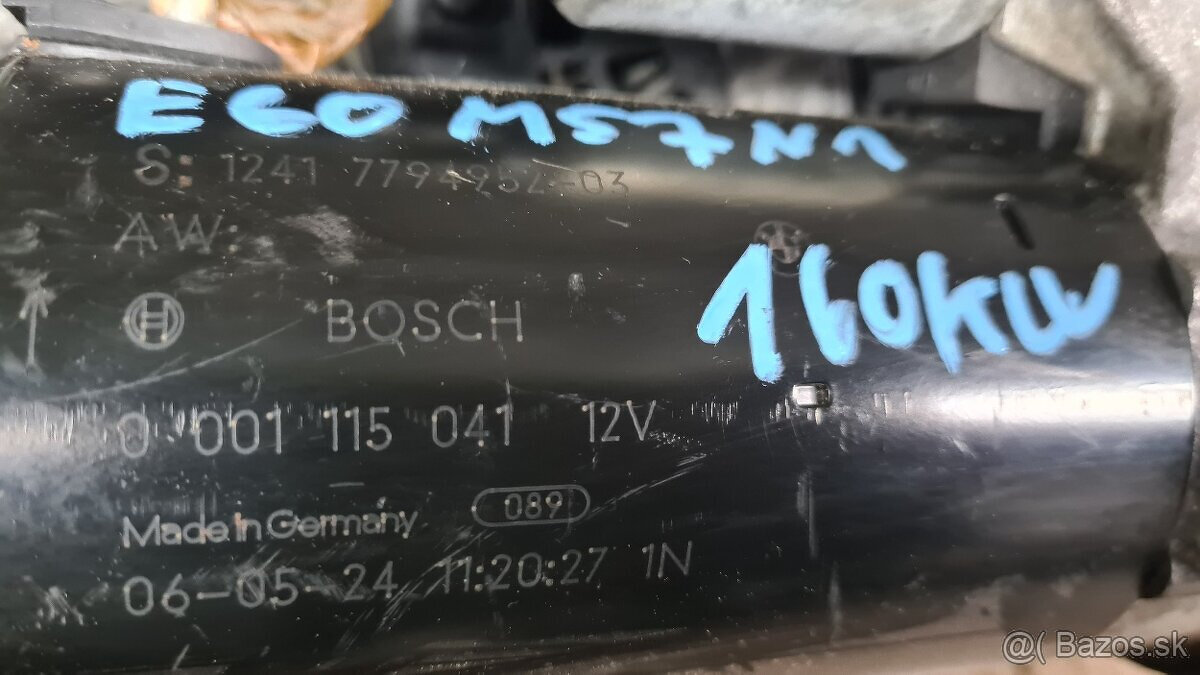 E60 M57N1
S: 1241 7794952-03
AW:
160KW
BOSCH
0 001 115 041 12V
089
Made in Germany
06-05-24 11:20:27 1N
@( Bazos.sk